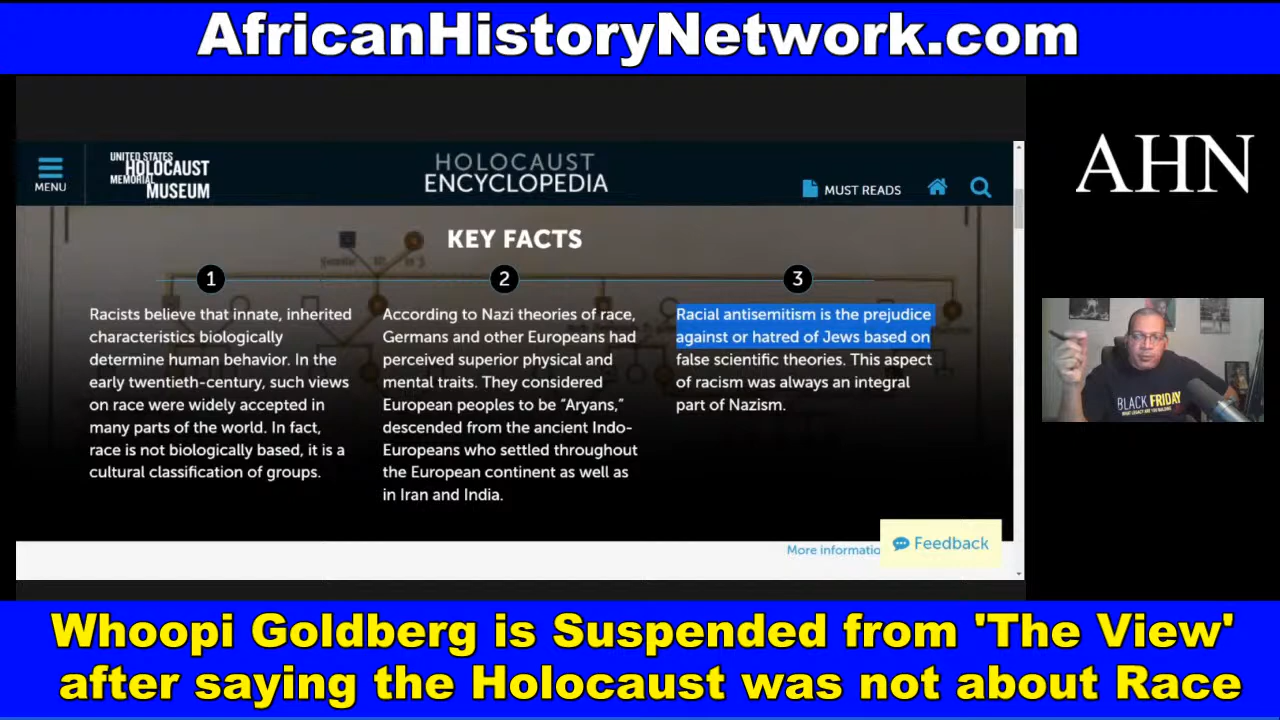 AfricanHistoryNetwork.com
AHN
MENU
UNITED STATES
HOLOCAUST
MEMORIAL
MUSEUM
HOLOCAUST
ENCYCLOPEDIA
MUST READS
KEY FACTS
1
Racists believe that innate, inherited
characteristics biologically
determine human behavior. In the
early twentieth-century, such views
on race were widely accepted in
many parts of the world. In fact,
race is not biologically based, it is a
cultural classification of groups.
2
According to Nazi theories of race,
Germans and other Europeans had
perceived superior physical and
mental traits. They considered
European peoples to be “Aryans,”
descended from the ancient Indo-
Europeans who settled throughout
the European continent as well as
in Iran and India.
3
Racial antisemitism is the prejudice
against or hatred of Jews based on
false scientific theories. This aspect
of racism was always an integral
part of Nazism.
More informatio
Feedback
BLACK FRIDAY
Whoopi Goldberg is Suspended from 'The View'
after saying the Holocaust was not about Race